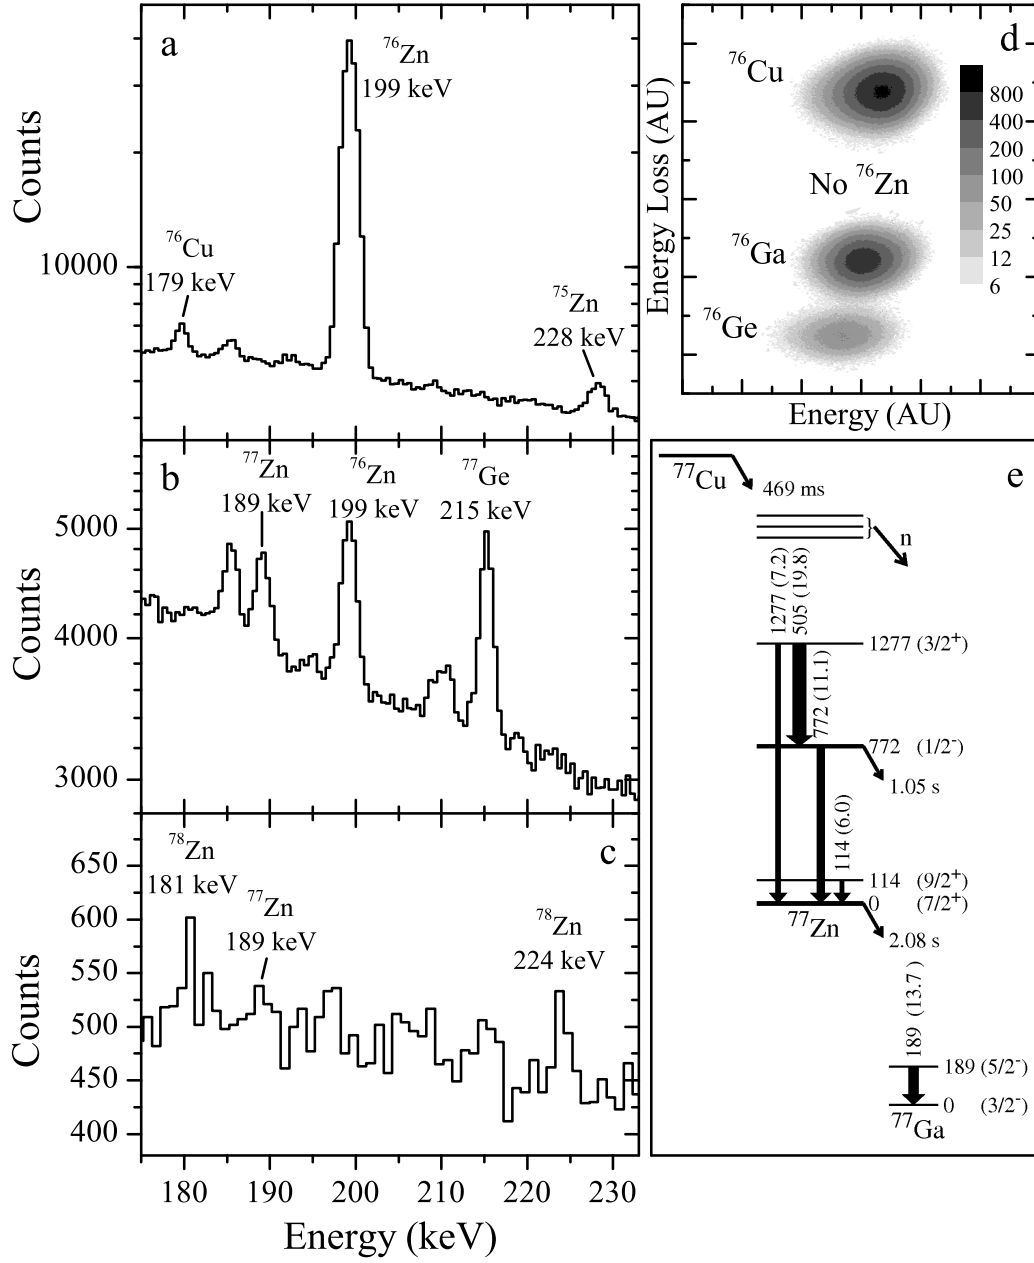 a
⁷⁶Zn
199 keV
⁷⁶Cu
179 keV
⁷⁵Zn
228 keV
10000
Counts
b
⁷⁷Zn
189 keV
⁷⁶Zn
199 keV
⁷⁷Ge
215 keV
5000
4000
3000
Counts
c
⁷⁸Zn
181 keV
⁷⁷Zn
189 keV
⁷⁸Zn
224 keV
650
600
550
500
450
400
Counts
180 190 200 210 220 230
Energy (keV)
d
⁷⁶Cu
No ⁷⁶Zn
⁷⁶Ga
⁷⁶Ge
800
400
200
100
50
25
12
6
Energy Loss (AU)
Energy (AU)
e
⁷⁷Cu
469 ms
} n
1277 (7.2)
505 (19.8)
1277 (3/2⁺)
772 (11.1)
772 (1/2⁻)
1.05 s
114 (6.0)
114 (9/2⁺)
0 (7/2⁺)
⁷⁷Zn
2.08 s
189 (13.7 )
189 (5/2⁻)
0 (3/2⁻)
⁷⁷Ga